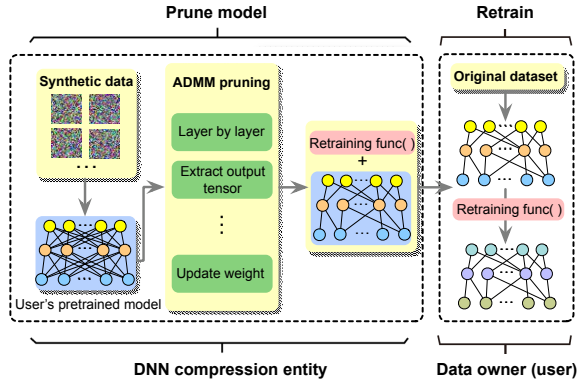 Prune model
Retrain
Synthetic data
...
User's pretrained model
ADMM pruning
Layer by layer
Extract output
tensor
⋮
Update weight
Retraining func( )
+
Original dataset
Retraining func( )
DNN compression entity
Data owner (user)